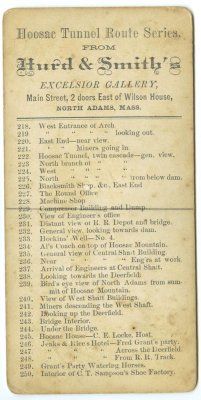 Hoosac Tunnel Route Series.
FROM
Hurd & Smith's
EXCELSIOR GALLERY,
Main Street, 2 doors East of Wilson House,
NORTH ADAMS, MASS.
218. West Entrance of Arch.
219. " " " " looking out.
220. East End—near view.
221. " " Miners going in.
222. Hoosac Tunnel, twin cascade—gen. view.
223. North branch of " "
224. West " " " "
225. North " " " " from below dam.
226. Blacksmith Shop, &c., East End
227. The Round Office
228. Machine Shop
229. Compressor Building and Dump.
230. View of Engineer's office
231. Distant view of R. R. Depot and bridge.
232. General view, looking towards dam.
233. Hockins' Well—No. 4.
234. Al's Coach on top of Hoosac Mountain.
235. General view of Central Shaft Building.
236. Near " " " " Eng'rs at work.
237. Arrival of Engineers at Central Shaft.
238. Looking towards the Deerfield.
239. Bird's eye view of North Adams from sum-
mit of Hoosac Mountain.
240. View of West Shaft Buildings.
241. Miners descending the West Shaft.
242. Looking up the Deerfield.
243. Bridge Interior.
244. Under the Bridge.
245. Hoosac House—C. E. Locke, Host.
246. Jenks & Rice's Hotel—Fred Grant's party.
247. " " " Across the Deerfield
248. " " " From R. R. Track.
249. Grant's Party Watering Horses.
250. Interior of C. T. Sampson's Shoe Factory.